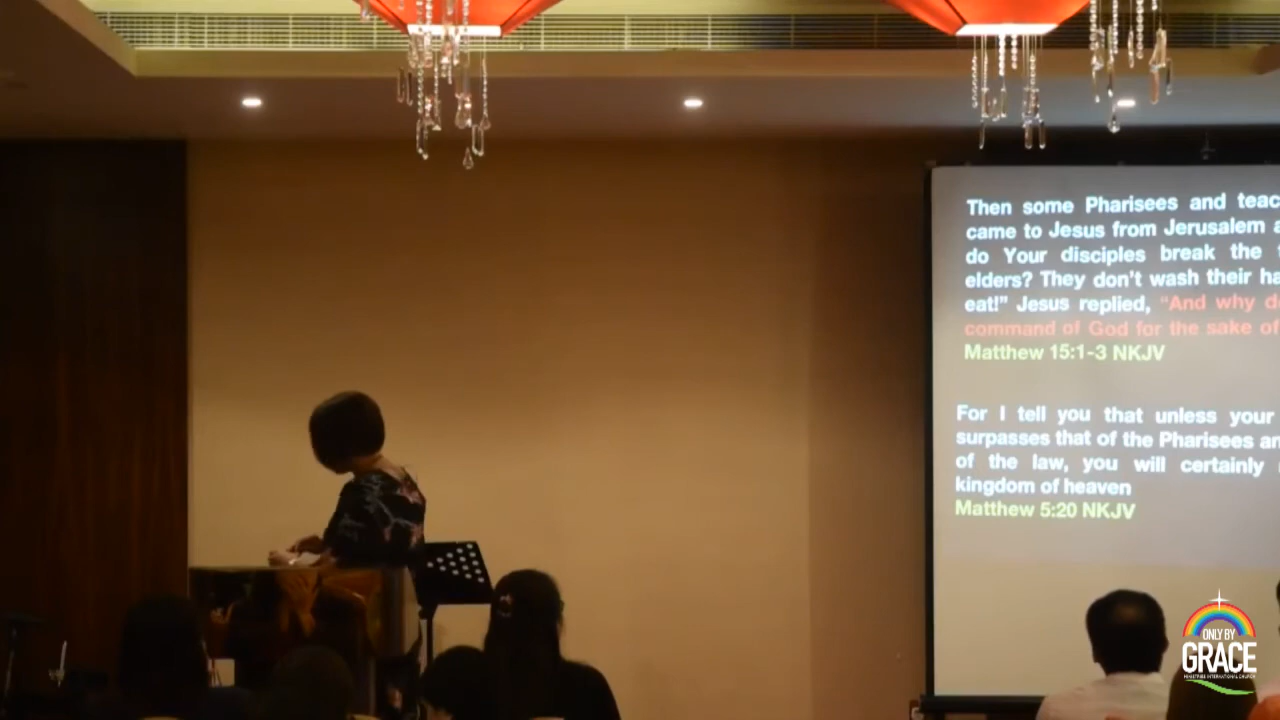 Then some Pharisees and
came to Jesus from Jerusalem
do Your disciples break the
elders? They don't wash their
eat!" Jesus replied, "And why
command of God for the sake of
Matthew 15:1-3 NKJV
For I tell you that unless your
surpasses that of the Pharisees
of the law, you will certainly
kingdom of heaven
Matthew 5:20 NKJV
ONLY BY
GRACE
MINISTRIES INTERNATIONAL CHURCH